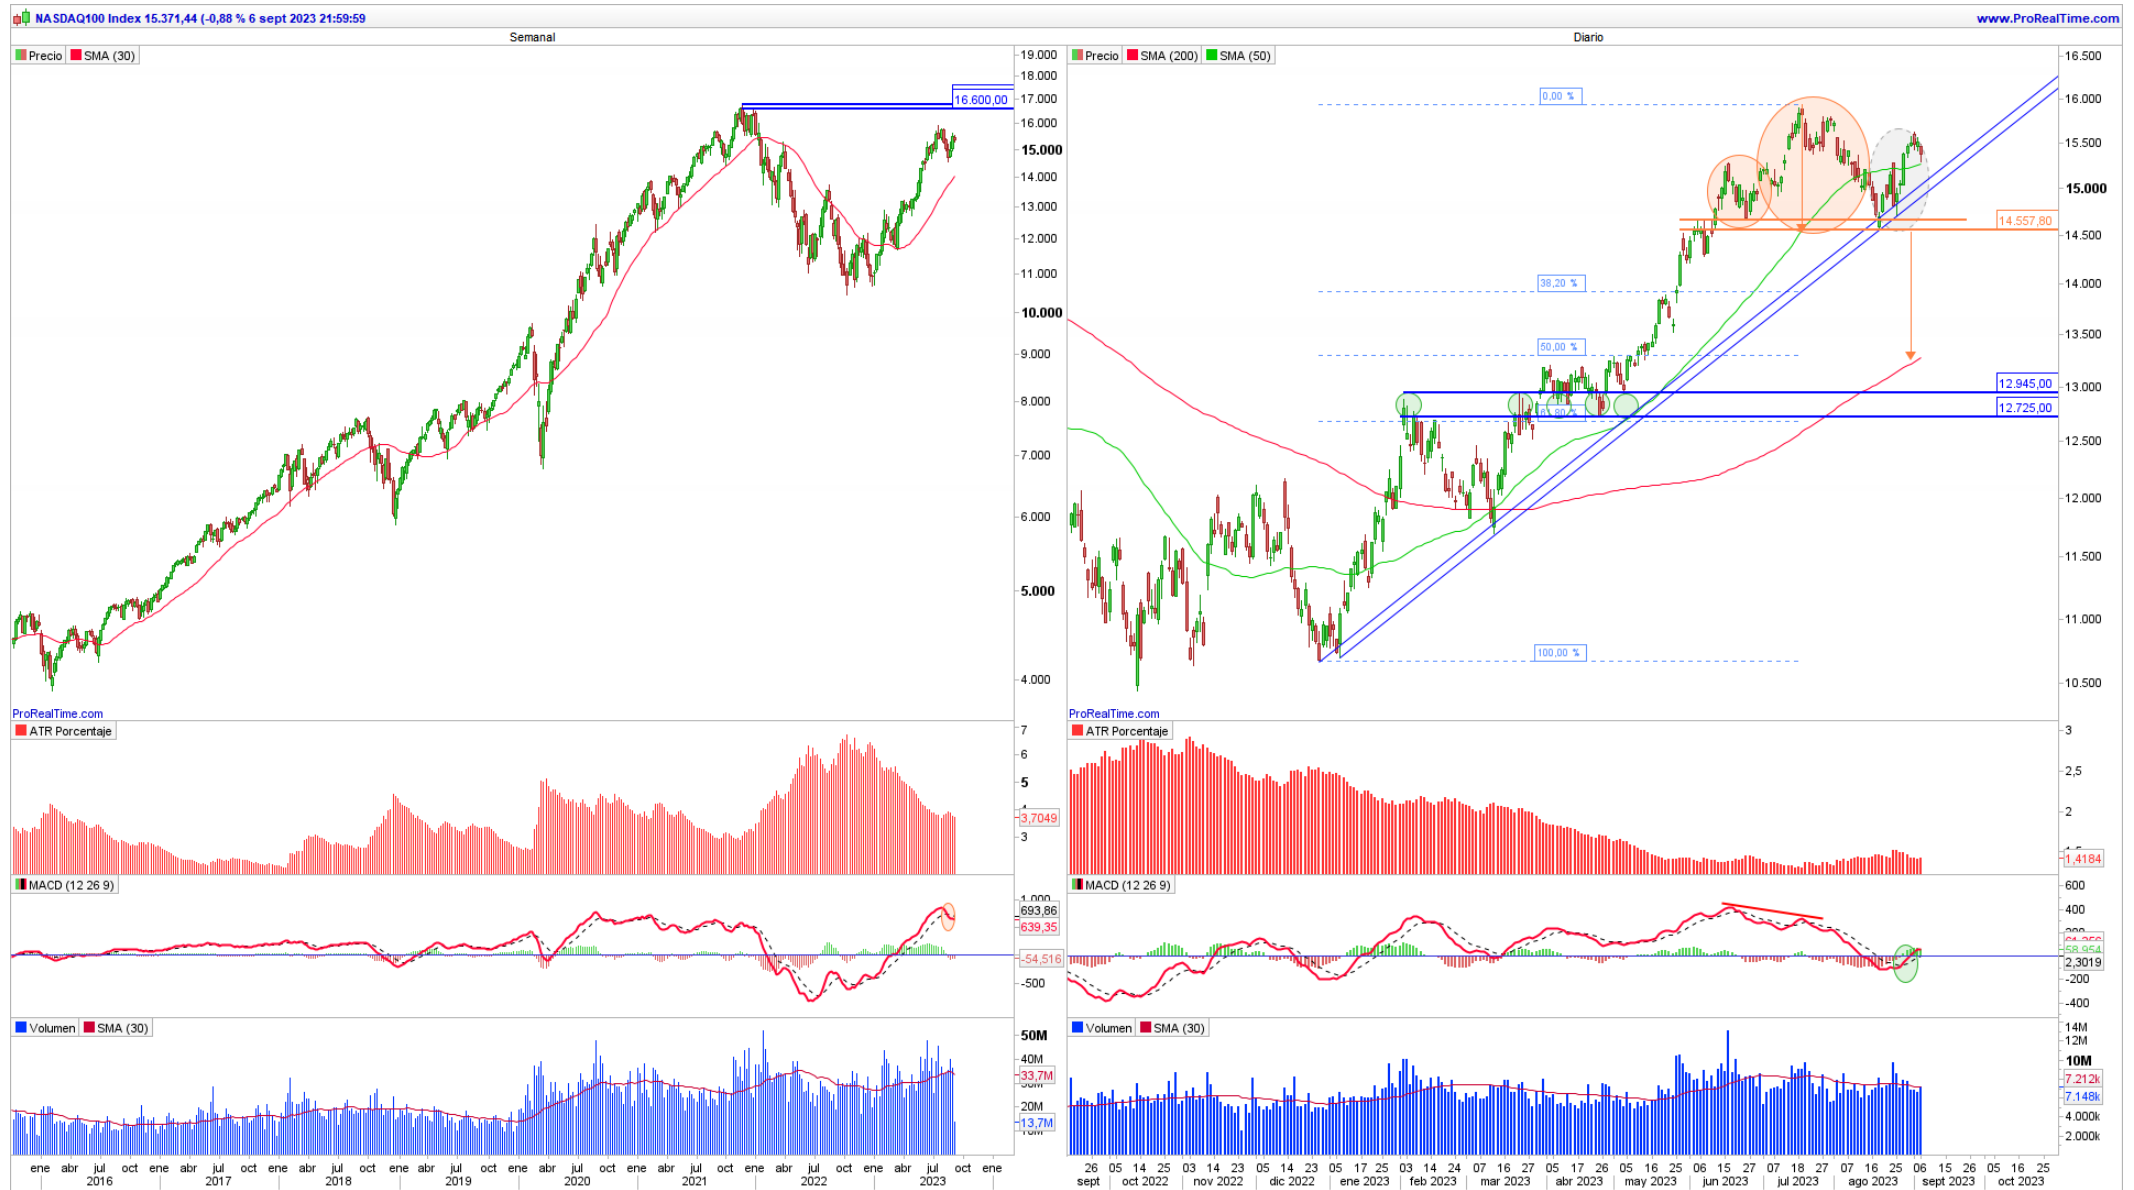 NASDAQ100 Index 15.371,44 (-0,88 % 6 sept 2023 21:59:59
www.ProRealTime.com
Semanal
Precio SMA (30)
19.000
18.000
17.000
16.600,00
16.000
15.000
14.000
13.000
12.000
11.000
10.000
9.000
8.000
7.000
6.000
5.000
4.000
ProRealTime.com
ATR Porcentaje
7
6
5
3,7049
3
MACD (12 26 9)
1.000
693,86
639,35
-54,516
-500
Volumen SMA (30)
50M
40M
33,7M
20M
13,7M
ene abr jul oct ene abr jul oct ene abr jul oct ene abr jul oct ene abr jul oct ene abr jul oct ene abr jul oct ene abr jul oct ene
2016 2017 2018 2019 2020 2021 2022 2023
Diario
Precio SMA (200) SMA (50)
16.500
0,00 %
16.000
15.500
15.000
14.557,80
14.500
38,20 %
14.000
13.500
50,00 %
13.000
12.945,00
12.725,00
61,80 %
12.500
12.000
11.500
11.000
100,00 %
10.500
ProRealTime.com
ATR Porcentaje
3
2,5
2
1,4184
MACD (12 26 9)
600
400
58,954
2,3019
-200
-400
Volumen SMA (30)
14M
12M
10M
7.212k
7.148k
4.000k
2.000k
26 05 14 25 03 14 23 05 14 23 05 17 25 03 14 24 07 16 27 05 17 26 05 16 25 06 15 27 07 18 27 07 16 25 06 15 26 05 16 25
sept oct 2022 nov 2022 dic 2022 ene 2023 feb 2023 mar 2023 abr 2023 may 2023 jun 2023 jul 2023 ago 2023 sept 2023 oct 2023